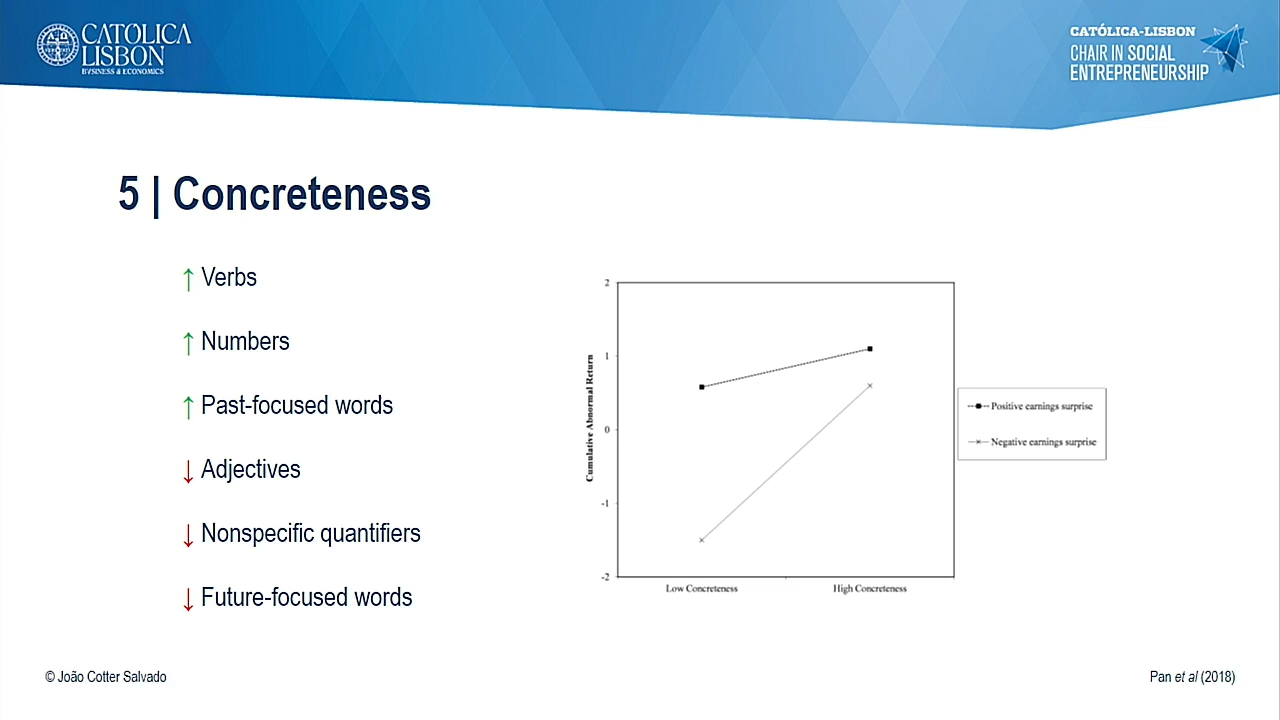 CATÓLICA
LISBON
BUSINESS & ECONOMICS
CATÓLICA-LISBON
CHAIR IN SOCIAL
ENTREPRENEURSHIP
5 | Concreteness
↑ Verbs
↑ Numbers
↑ Past-focused words
↓ Adjectives
↓ Nonspecific quantifiers
↓ Future-focused words
Cumulative Abnormal Return
2
1
0
-1
-2
Low Concreteness
High Concreteness
Positive earnings surprise
Negative earnings surprise
© João Cotter Salvado
Pan et al (2018)